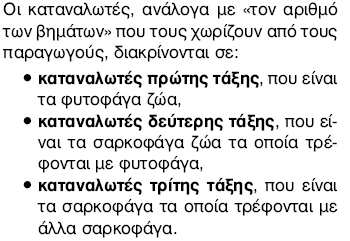 Οι καταναλωτές, ανάλογα με «τον αριθμό
των βημάτων» που τους χωρίζουν από τους
παραγωγούς, διακρίνονται σε:
• καταναλωτές πρώτης τάξης, που είναι
τα φυτοφάγα ζώα,
• καταναλωτές δεύτερης τάξης, που εί-
ναι τα σαρκοφάγα ζώα τα οποία τρέ-
φονται με φυτοφάγα,
• καταναλωτές τρίτης τάξης, που είναι
τα σαρκοφάγα τα οποία τρέφονται με
άλλα σαρκοφάγα.